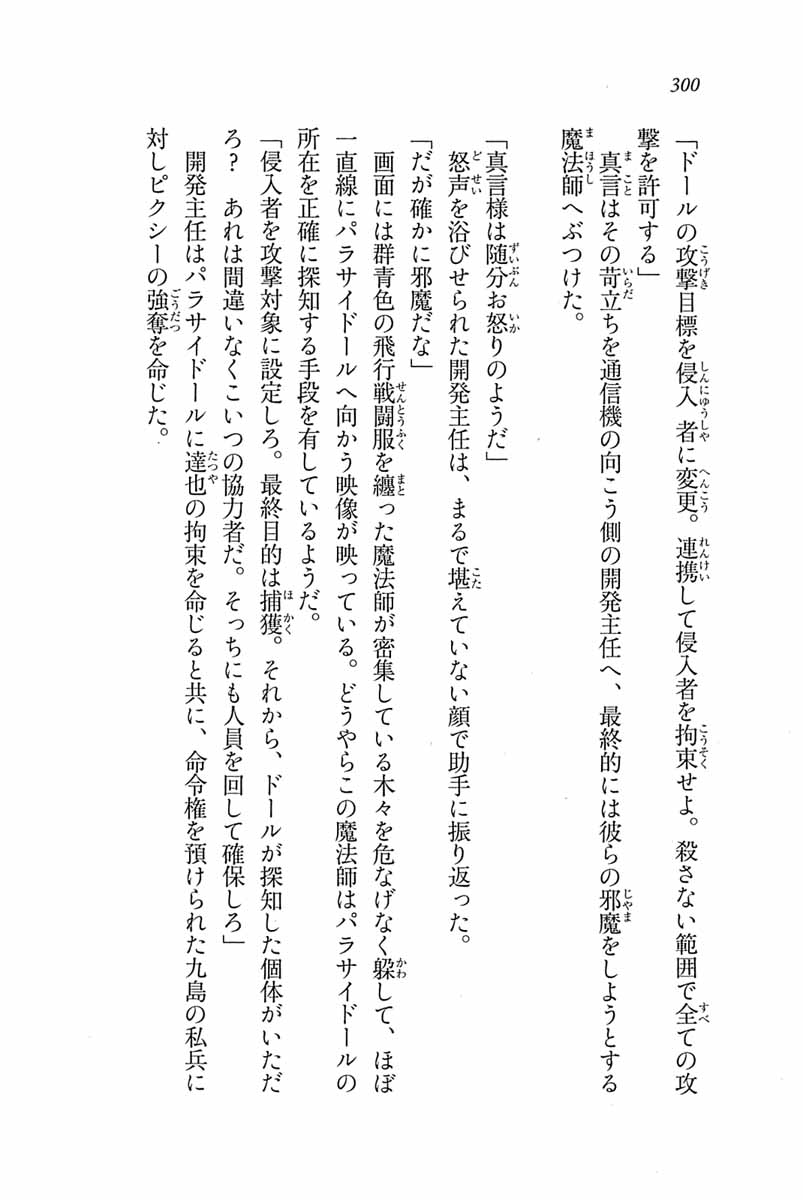 300
「ドールの攻撃目標を侵入者に変更。連携して侵入者を拘束せよ。殺さない範囲で全ての攻
撃を許可する」
真言はその苛立ちを通信機の向こう側の開発主任へ、最終的には彼らの邪魔をしようとする
魔法師へぶつけた。
「真言様は随分お怒りのようだ」
怒声を浴びせられた開発主任は、まるで堪えていない顔で助手に振り返った。
「だが確かに邪魔だな」
画面には群青色の飛行戦闘服を纏った魔法師が密集している木々を危なげなく躱して、ほぼ
一直線にパラサイドールへ向かう映像が映っている。どうやらこの魔法師はパラサイドールの
所在を正確に探知する手段を有しているようだ。
「侵入者を攻撃対象に設定しろ。最終目的は捕獲。それから、ドールが探知した個体がいただ
ろ？　あれは間違いなくこいつの協力者だ。そっちにも人員を回して確保しろ」
開発主任はパラサイドールに達也の拘束を命じると共に、命令権を預けられた九島の私兵に
対しピクシーの強奪を命じた。